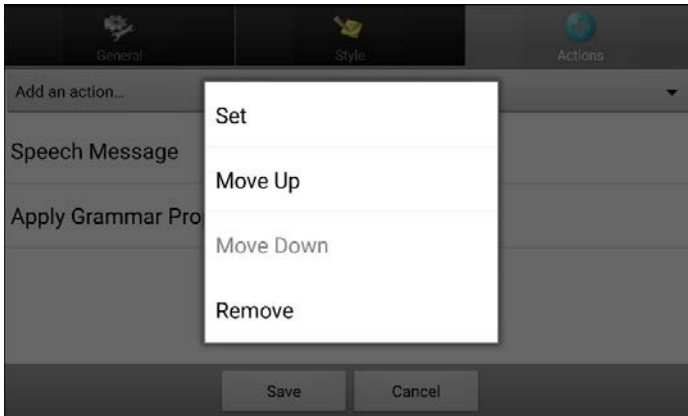 General
Style
Actions
Add an action...
Speech Message
Apply Grammar Pro
Set
Move Up
Move Down
Remove
Save
Cancel